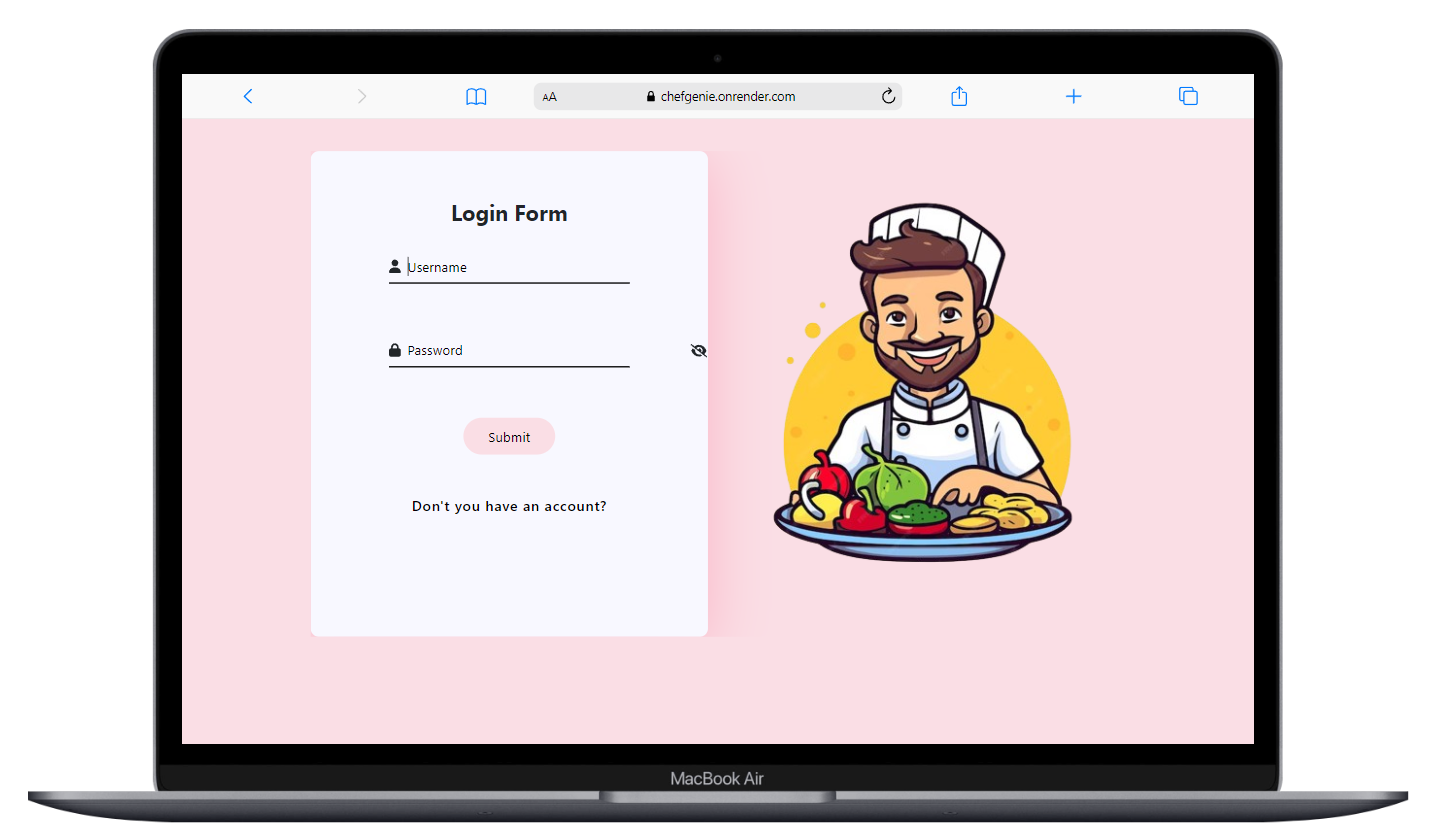 AA chefgenie.onrender.com
Login Form
Username
Password
Submit
Don't you have an account?
MacBook Air